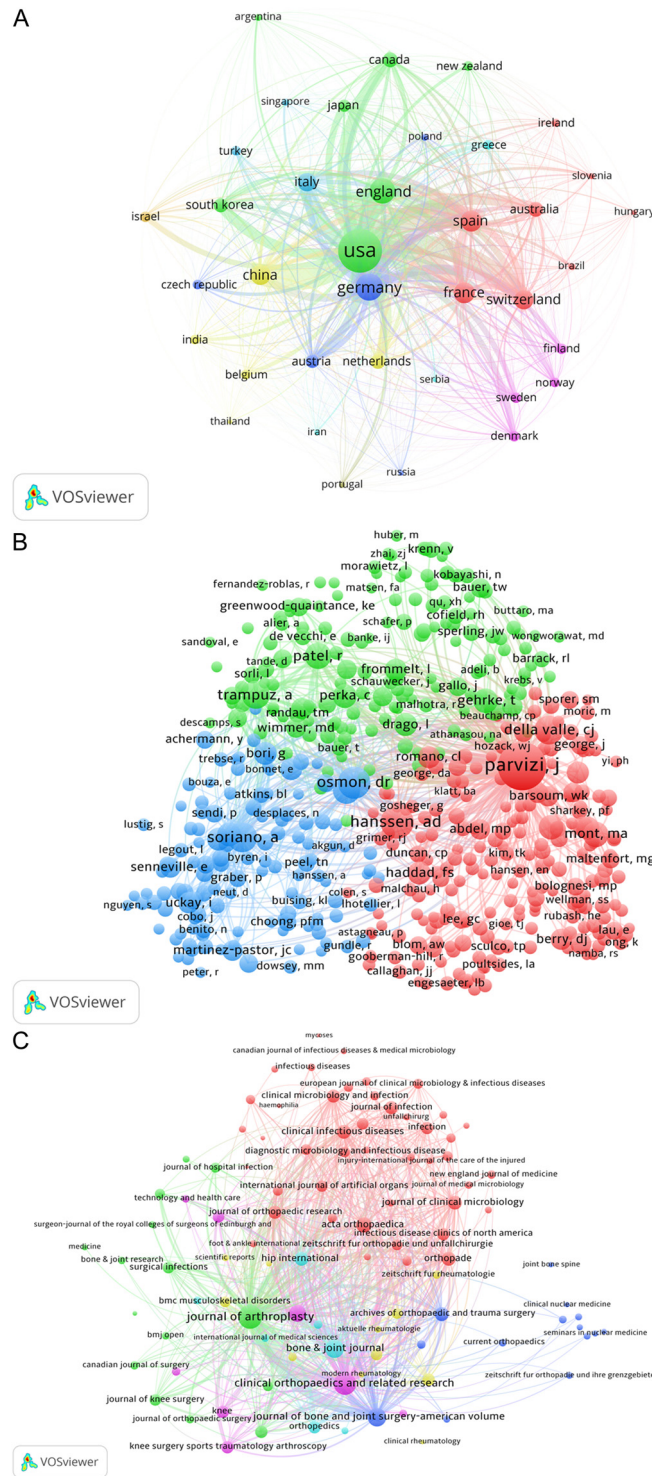 A
argentina
canada
new zealand
singapore
japan
ireland
poland
greece
turkey
slovenia
italy
england
south korea
australia
hungary
israel
spain
usa
brazil
china
czech republic
germany
france
switzerland
india
finland
austria
netherlands
belgium
serbia
norway
sweden
thailand
iran
denmark
russia
portugal
VOSviewer
B
huber, m
zhai, zj
krenn, v
morawietz, l
kobayashi, n
fernandez-roblas, r
matsen, fa
bauer, tw
greenwood-quaintance, ke
qu, xh
buttaro, ma
alier, a
schafer, p
cofield, rh
sandoval, e
de vecchi, e
banke, ij
sperling, jw
wongworawat, md
tande, d
patel, r
sorli, l
frommelt, l
adeli, b
barrack, rl
schauwecker, j
gallo, j
krebs, v
trampuz, a
perka, c
malhotra, r
gehrke, t
sporer, sm
randau, tm
beauchamp, cp
moric, m
descamps, s
wimmer, md
drago, l
athanasou, na
della valle, cj
achermann, y
bauer, t
hozack, wj
george, j
trebse, r
bori, g
romano, cl
parvizi, j
yi, ph
bonnet, e
george, da
bouza, e
osmon, dr
klatt, ba
barsoum, wk
atkins, bl
gosheger, g
sharkey, pf
lustig, s
sendi, p
desplaces, n
hanssen, ad
abdel, mp
mont, ma
soriano, a
akgun, d
grimer, rj
legout, l
byren, i
duncan, cp
kim, tk
senneville, e
peel, tn
haddad, fs
hansen, en
maltenfort, mg
graber, p
hanssen, a
malchau, h
bolognesi, mp
nguyen, s
uckay, i
neut, d
colen, s
wellman, ss
cobo, j
buising, kl
lhotellier, l
gioe, tj
rubash, he
benito, n
choong, pfm
astagneau, p
lee, gc
lau, e
gundle, r
blom, aw
sculco, tp
ong, k
martinez-pastor, jc
gooberman-hill, r
berry, dj
namba, rs
peter, r
dowsey, mm
callaghan, jj
poultsides, la
engesaeter, lb
VOSviewer
C
mycoses
canadian journal of infectious diseases & medical microbiology
infectious diseases
european journal of clinical microbiology & infectious diseases
clinical microbiology and infection
haemophilia
journal of infection
unfallchirurg
clinical infectious diseases
infection
diagnostic microbiology and infectious disease
journal of hospital infection
injury-international journal of the care of the injured
new england journal of medicine
international journal of artificial organs
journal of medical microbiology
technology and health care
journal of clinical microbiology
journal of orthopaedic research
surgeon-journal of the royal colleges of surgeons of edinburgh and
acta orthopaedica
infectious disease clinics of north america
foot & ankle international
zeitschrift fur orthopadie und unfallchirurgie
medicine
scientific reports
hip international
orthopade
bone & joint research
surgical infections
zeitschrift fur rheumatologie
joint bone spine
bmc musculoskeletal disorders
journal of arthroplasty
archives of orthopaedic and trauma surgery
clinical nuclear medicine
bmj open
aktuelle rheumatologie
international journal of medical sciences
seminars in nuclear medicine
bone & joint journal
current orthopaedics
canadian journal of surgery
modern rheumatology
zeitschrift fur orthopadie und ihre grenzgebiete
clinical orthopaedics and related research
journal of knee surgery
knee
journal of orthopaedic surgery
journal of bone and joint surgery-american volume
orthopedics
knee surgery sports traumatology arthroscopy
clinical rheumatology
VOSviewer